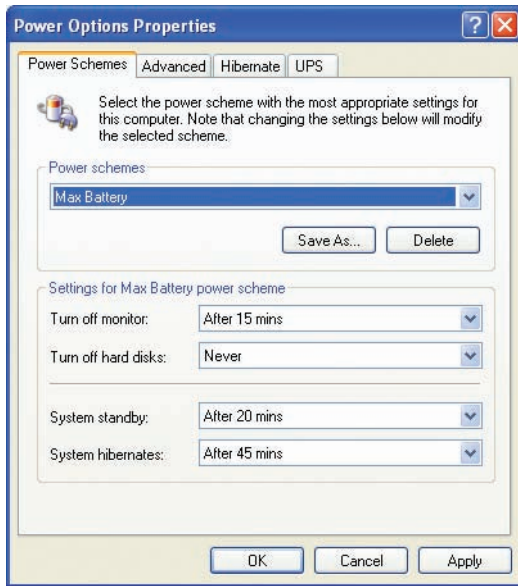 Power Options Properties
Power Schemes Advanced Hibernate UPS
Select the power scheme with the most appropriate settings for
this computer. Note that changing the settings below will modify
the selected scheme.
Power schemes
Max Battery
Save As... Delete
Settings for Max Battery power scheme
Turn off monitor: After 15 mins
Turn off hard disks: Never
System standby: After 20 mins
System hibernates: After 45 mins
OK Cancel Apply